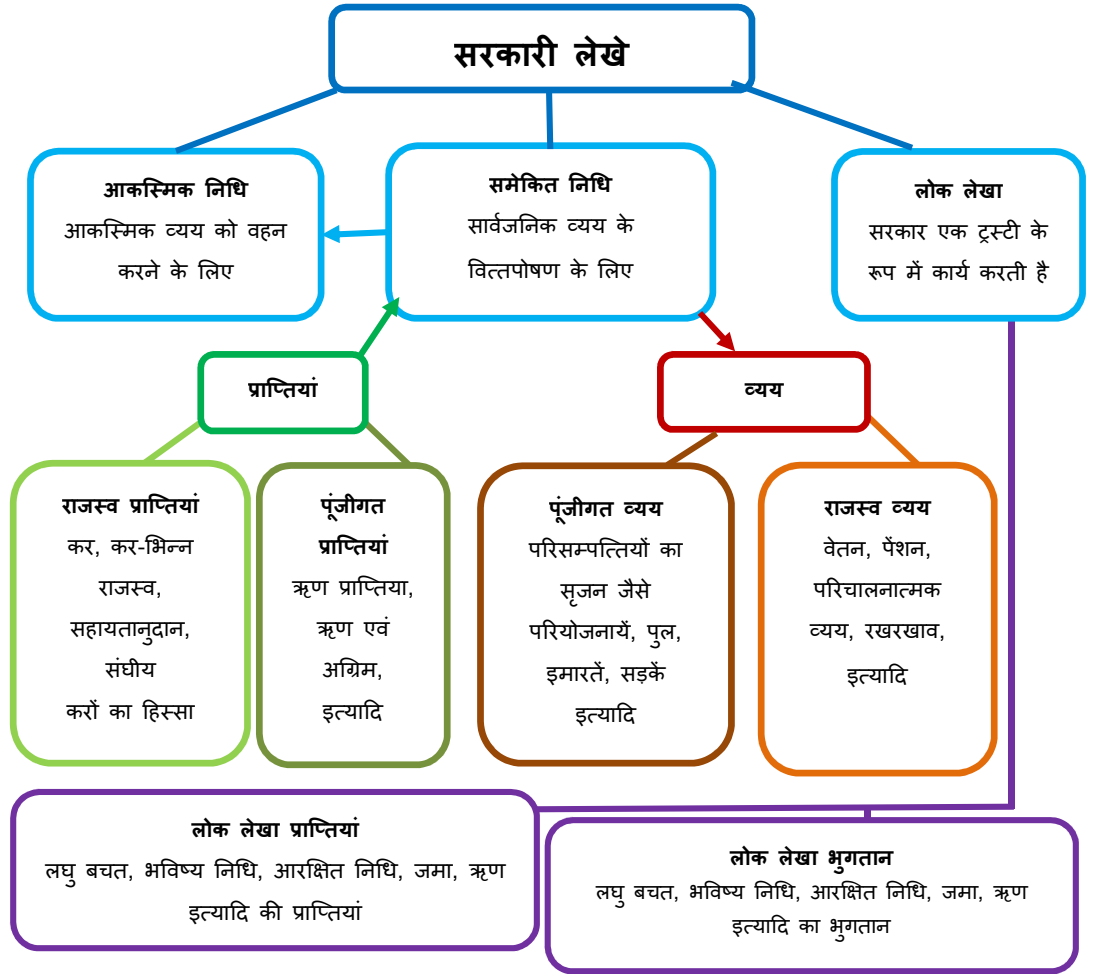 सरकारी लेखे
आकस्मिक निधि
आकस्मिक व्यय को वहन
करने के लिए
समेकित निधि
सार्वजनिक व्यय के
वित्तपोषण के लिए
लोक लेखा
सरकार एक ट्रस्टी के
रूप में कार्य करती है
प्राप्तियां
व्यय
राजस्व प्राप्तियां
कर, कर-भिन्न
राजस्व,
सहायतानुदान,
संघीय
करों का हिस्सा
पूंजीगत
प्राप्तियां
ऋण प्राप्तिया,
ऋण एवं
अग्रिम,
इत्यादि
पूंजीगत व्यय
परिसम्पत्तियों का
सृजन जैसे
परियोजनायें, पुल,
इमारतें, सड़कें
इत्यादि
राजस्व व्यय
वेतन, पेंशन,
परिचालनात्मक
व्यय, रखरखाव,
इत्यादि
लोक लेखा प्राप्तियां
लघु बचत, भविष्य निधि, आरक्षित निधि, जमा, ऋण
इत्यादि की प्राप्तियां
लोक लेखा भुगतान
लघु बचत, भविष्य निधि, आरक्षित निधि, जमा, ऋण
इत्यादि का भुगतान